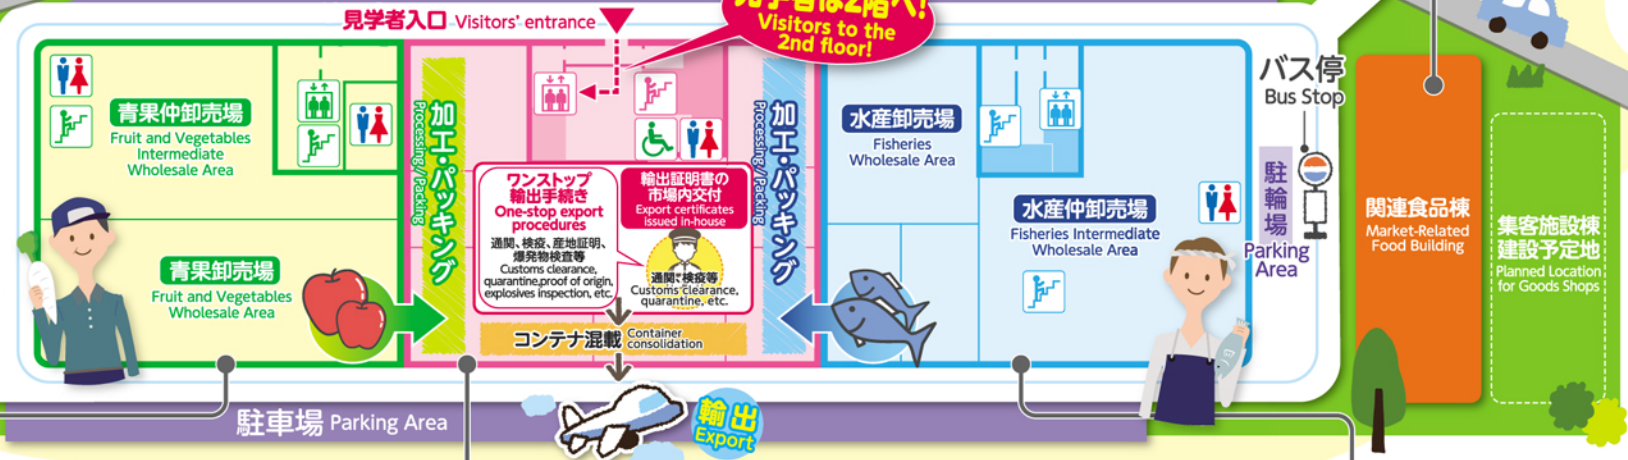 見学者は2階へ!
Visitors to the
2nd floor!
見学者入口 Visitors' entrance
青果仲卸売場
Fruit and Vegetables
Intermediate
Wholesale Area
青果卸売場
Fruit and Vegetables
Wholesale Area
加工・パッキング
Processing/Packing
ワンストップ
輸出手続き
One-stop export
procedures
通関、検疫、産地証明、
爆発物検査等
Customs clearance,
quarantine,proof of origin,
explosives inspection, etc.
輸出証明書の
市場内交付
Export certificates
issued in-house
通関、検疫等
Customs clearance,
quarantine, etc.
コンテナ混載 Container
consolidation
加工・パッキング
Processing/Packing
水産卸売場
Fisheries
Wholesale Area
水産仲卸売場
Fisheries Intermediate
Wholesale Area
バス停
Bus Stop
駐輪場
Parking
Area
関連食品棟
Market-Related
Food Building
集客施設棟
建設予定地
Planned Location
for Goods Shops
駐車場 Parking Area
輸出
Export